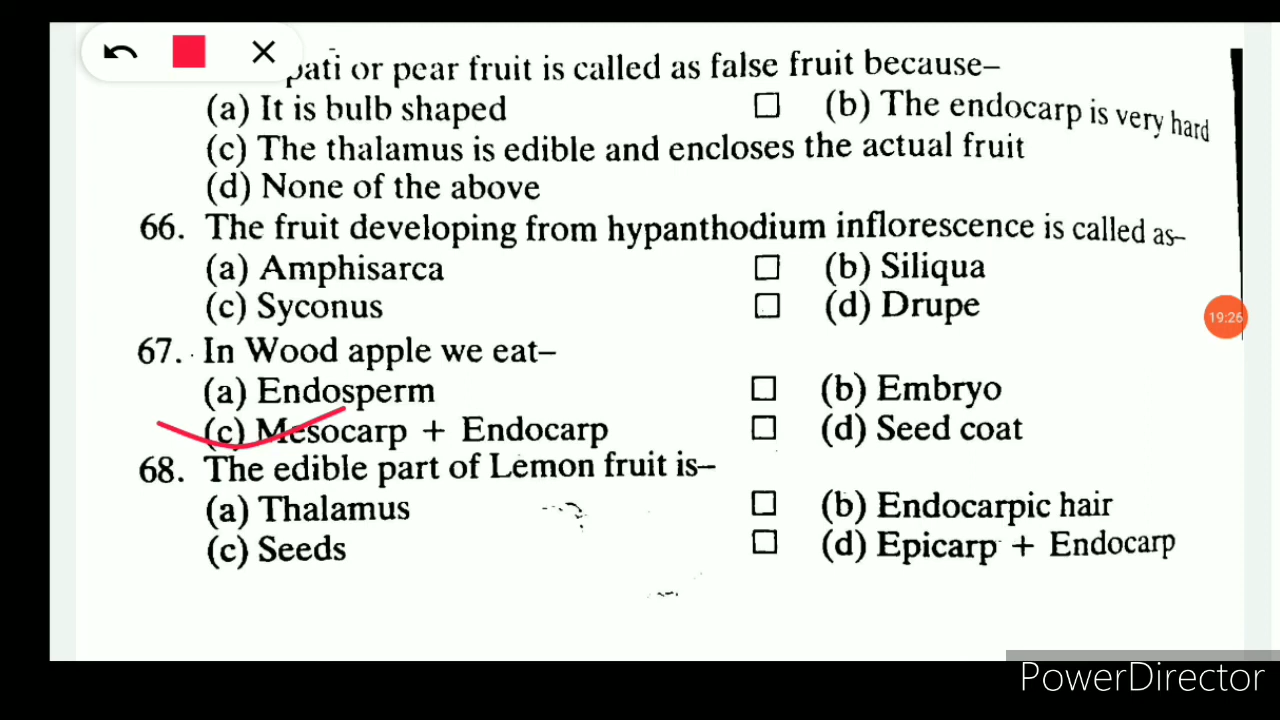 pati or pear fruit is called as false fruit because–
(a) It is bulb shaped □ (b) The endocarp is very hard
(c) The thalamus is edible and encloses the actual fruit
(d) None of the above
66. The fruit developing from hypanthodium inflorescence is called as–
(a) Amphisarca □ (b) Siliqua
(c) Syconus □ (d) Drupe
67. In Wood apple we eat–
(a) Endosperm □ (b) Embryo
(c) Mesocarp + Endocarp □ (d) Seed coat
68. The edible part of Lemon fruit is–
(a) Thalamus □ (b) Endocarpic hair
(c) Seeds □ (d) Epicarp + Endocarp
19:26
PowerDirector